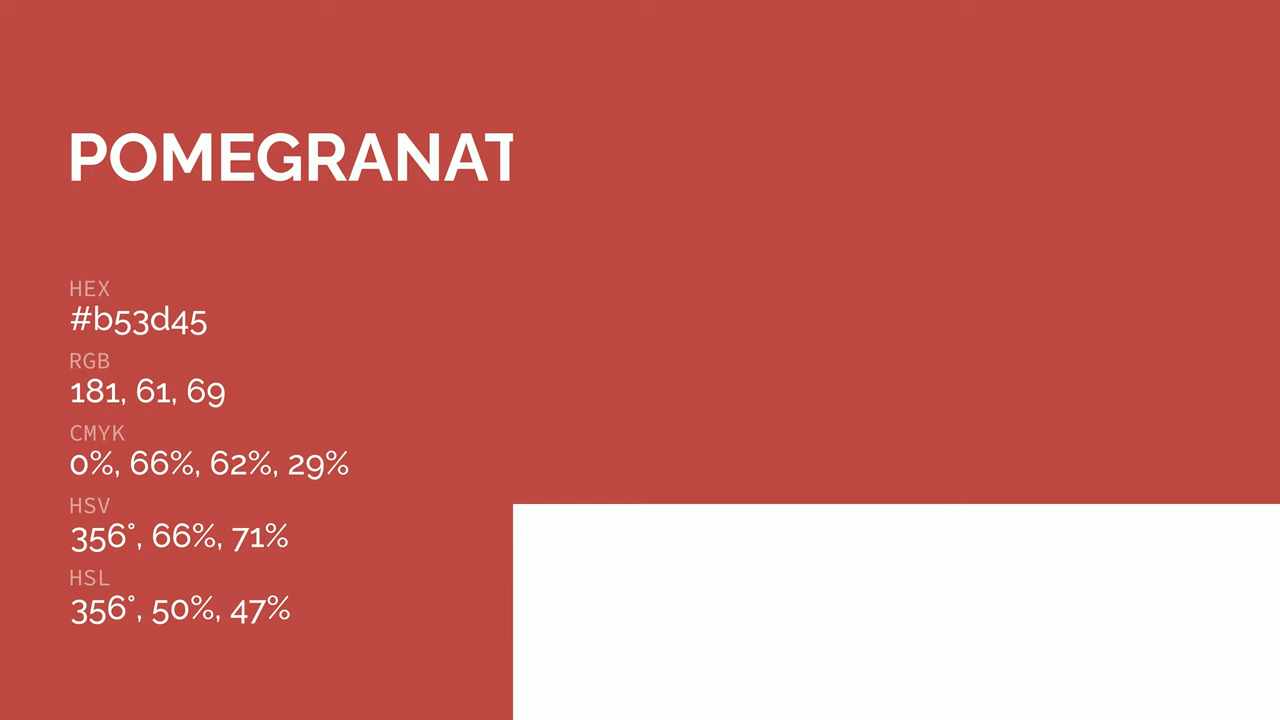 POMEGRANAT
HEX
#b53d45
RGB
181, 61, 69
CMYK
0%, 66%, 62%, 29%
HSV
356°, 66%, 71%
HSL
356°, 50%, 47%